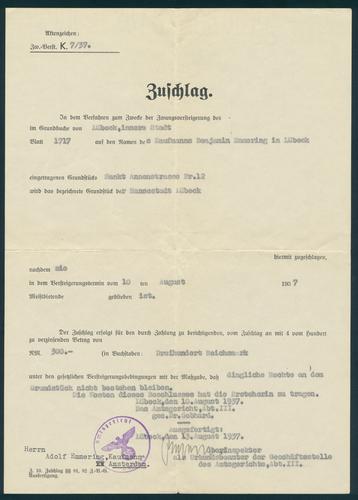 Aktenzeichen:
Zw.-Verst. K. 7/37.
Zuschlag.
In dem Verfahren zum Zwecke der Zwangsversteigerung des
im Grundbuche von Lübeck, innere Stadt
Blatt 1717 auf den Namen des Kaufmanns Benjamin Emmering in Lübeck
eingetragenen Grundstücks Sankt Annenstrasse Nr.12
wird das bezeichnete Grundstück der Hansestadt Lübeck
hiermit zugeschlagen,
nachdem sie
in dem Versteigerungstermin vom 10 ten August 1937
Meistbietende geblieben ist.
Der Zuschlag erfolgt für den durch Zahlung zu berichtigenden, vom Zuschlag an mit 4 vom Hundert
zu verzinsenden Betrag von
RM. 300.— (in Buchstaben: Dreihundert Reichsmark
unter den gesetzlichen Versteigerungsbedingungen mit der Maßgabe, daß dingliche Rechte an dem
Grundstück nicht bestehen bleiben.
Die Kosten dieses Beschlusses hat die Ersteherin zu tragen.
Lübeck, den 10. August 1937.
Das Amtsgericht, Abt.III.
gez.Dr.
Ausgefertigt:
Lübeck, den 13. August 1937.
Oberinspektor
als Urkundsbeamter der Geschäftsstelle
des Amtsgerichts, Abt.III.
Herrn
Adolf Emmering, Kaufmann
Amsterdam.
Ausfertigung.